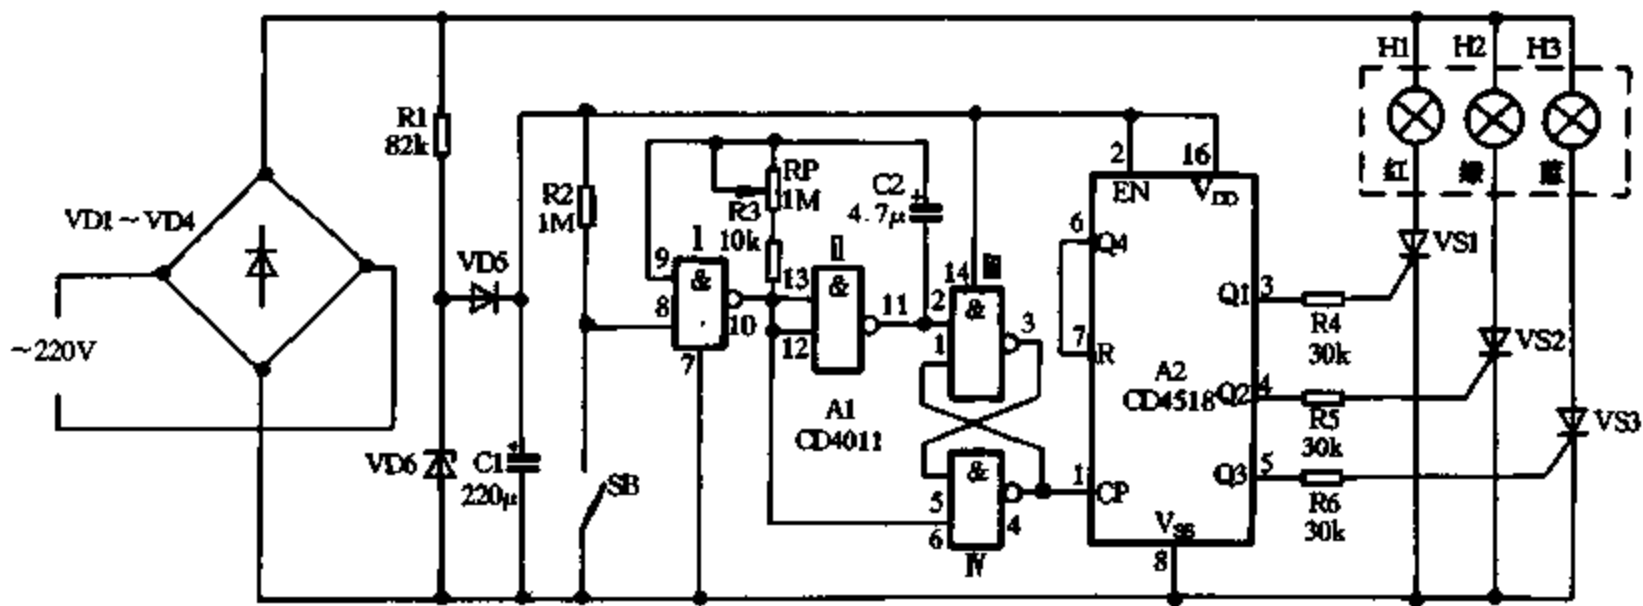 H1
H2
H3
R1
82k
2
16
红
绿
蓝
RP
1M
C2
4.7μ
R2
1M
EN
VDD
VD1～VD4
R3
10k
6
Q4
VS1
I
VD5
9
&
8
10
7
13
&
12
11
14
2
&
1
3
Q1
3
R4
30k
VS2
～220V
7
R
A2
CD4518
Q2
4
R5
30k
VS3
A1
CD4011
VD6
C1
220μ
SB
&
5
6
4
IV
1
CP
Q3
5
R6
30k
VSS
8